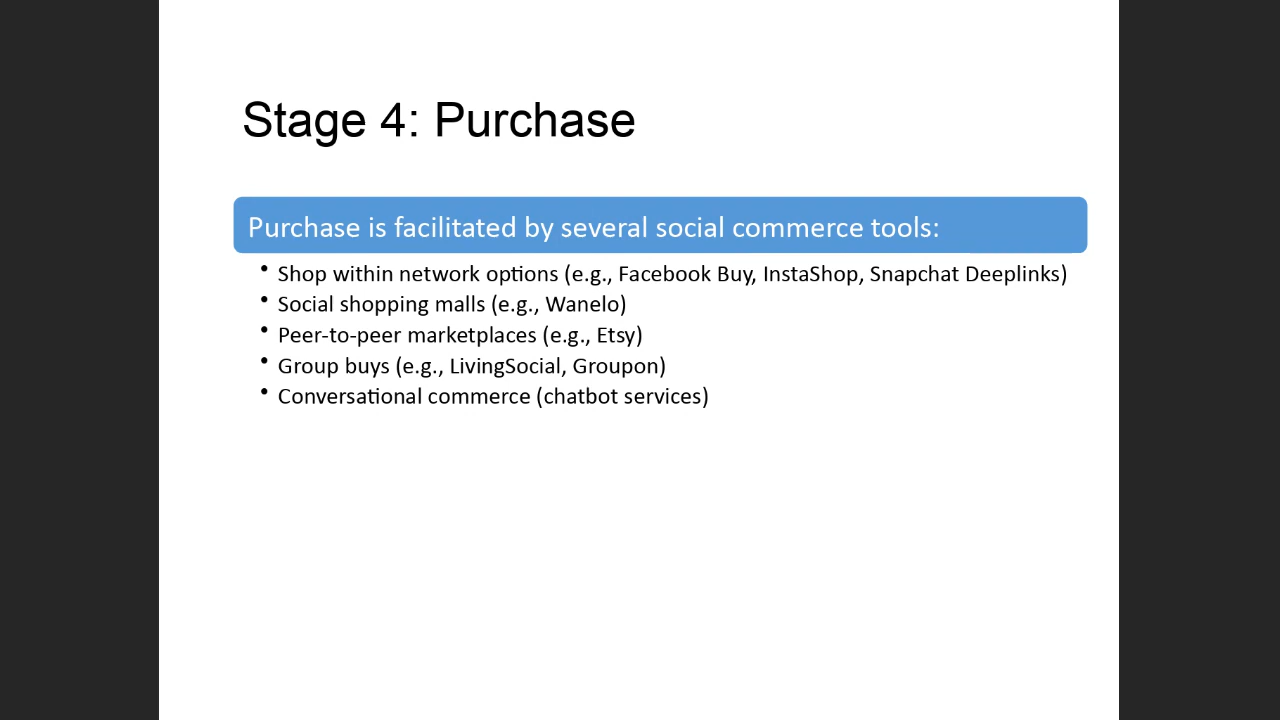 Stage 4: Purchase
Purchase is facilitated by several social commerce tools:
• Shop within network options (e.g., Facebook Buy, InstaShop, Snapchat Deeplinks)
• Social shopping malls (e.g., Wanelo)
• Peer-to-peer marketplaces (e.g., Etsy)
• Group buys (e.g., LivingSocial, Groupon)
• Conversational commerce (chatbot services)